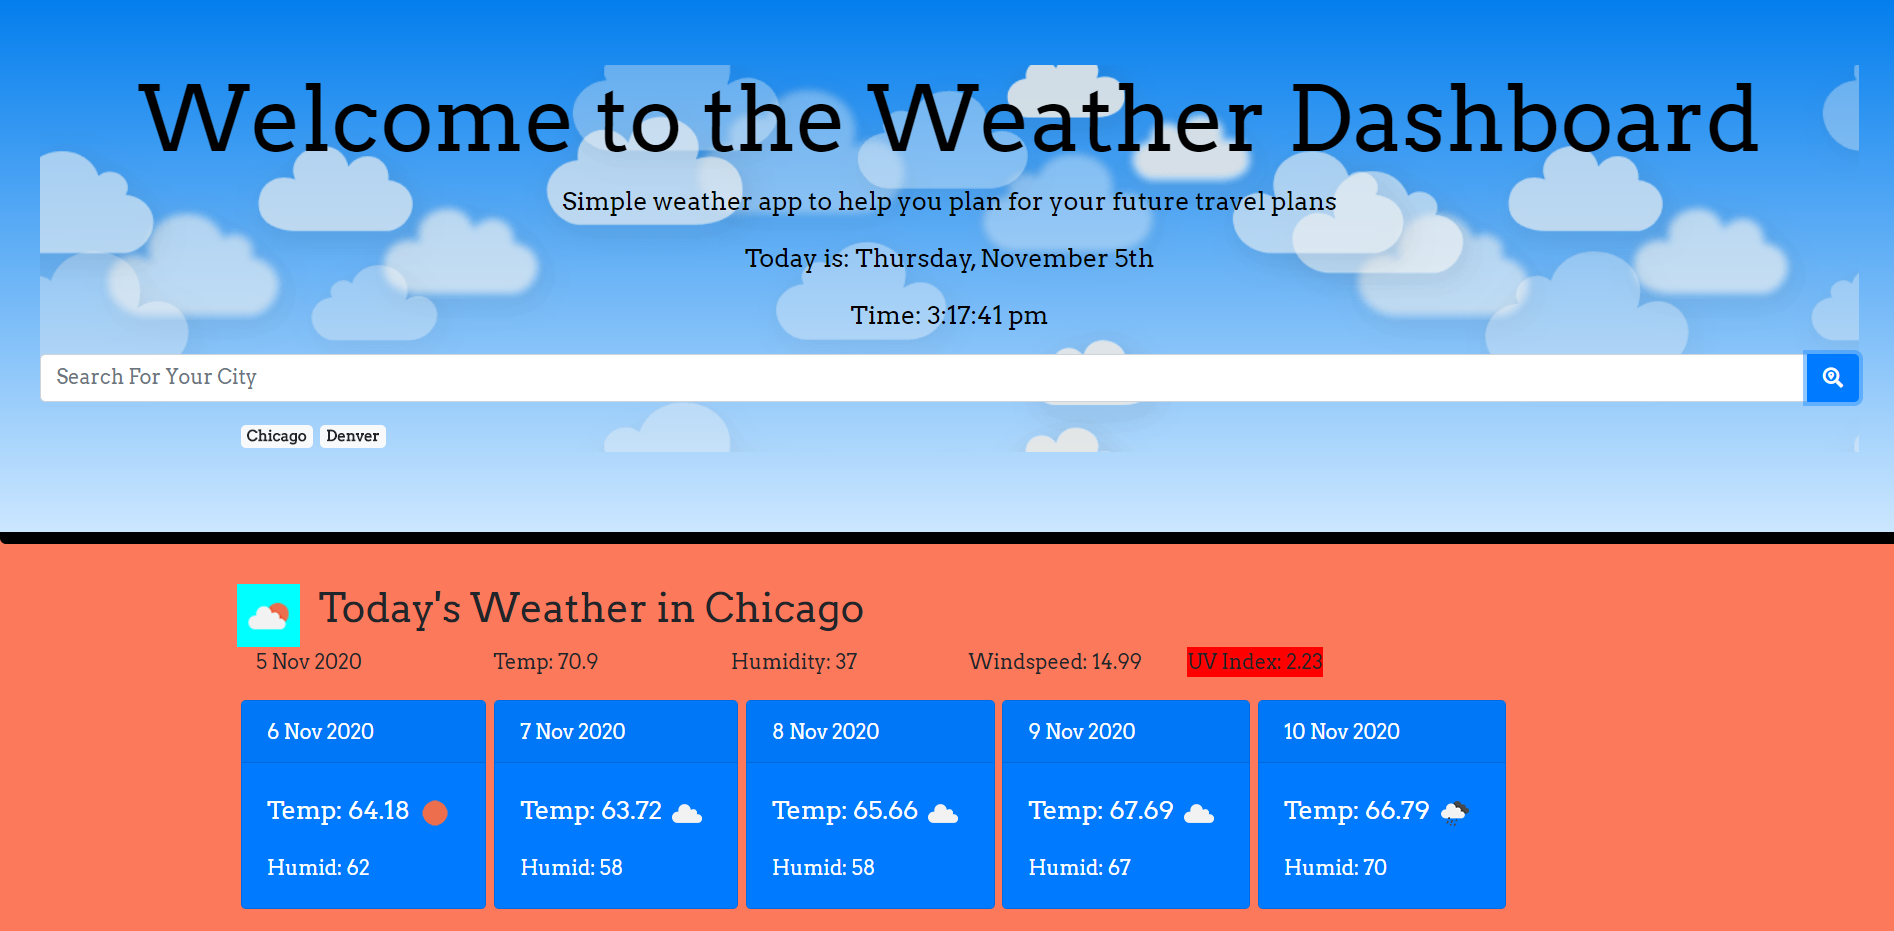 Welcome to the Weather Dashboard
Simple weather app to help you plan for your future travel plans
Today is: Thursday, November 5th
Time: 3:17:41 pm
Search For Your City
Chicago Denver
Today's Weather in Chicago
5 Nov 2020 Temp: 70.9 Humidity: 37 Windspeed: 14.99 UV Index: 2.23
6 Nov 2020
Temp: 64.18
Humid: 62
7 Nov 2020
Temp: 63.72
Humid: 58
8 Nov 2020
Temp: 65.66
Humid: 58
9 Nov 2020
Temp: 67.69
Humid: 67
10 Nov 2020
Temp: 66.79
Humid: 70